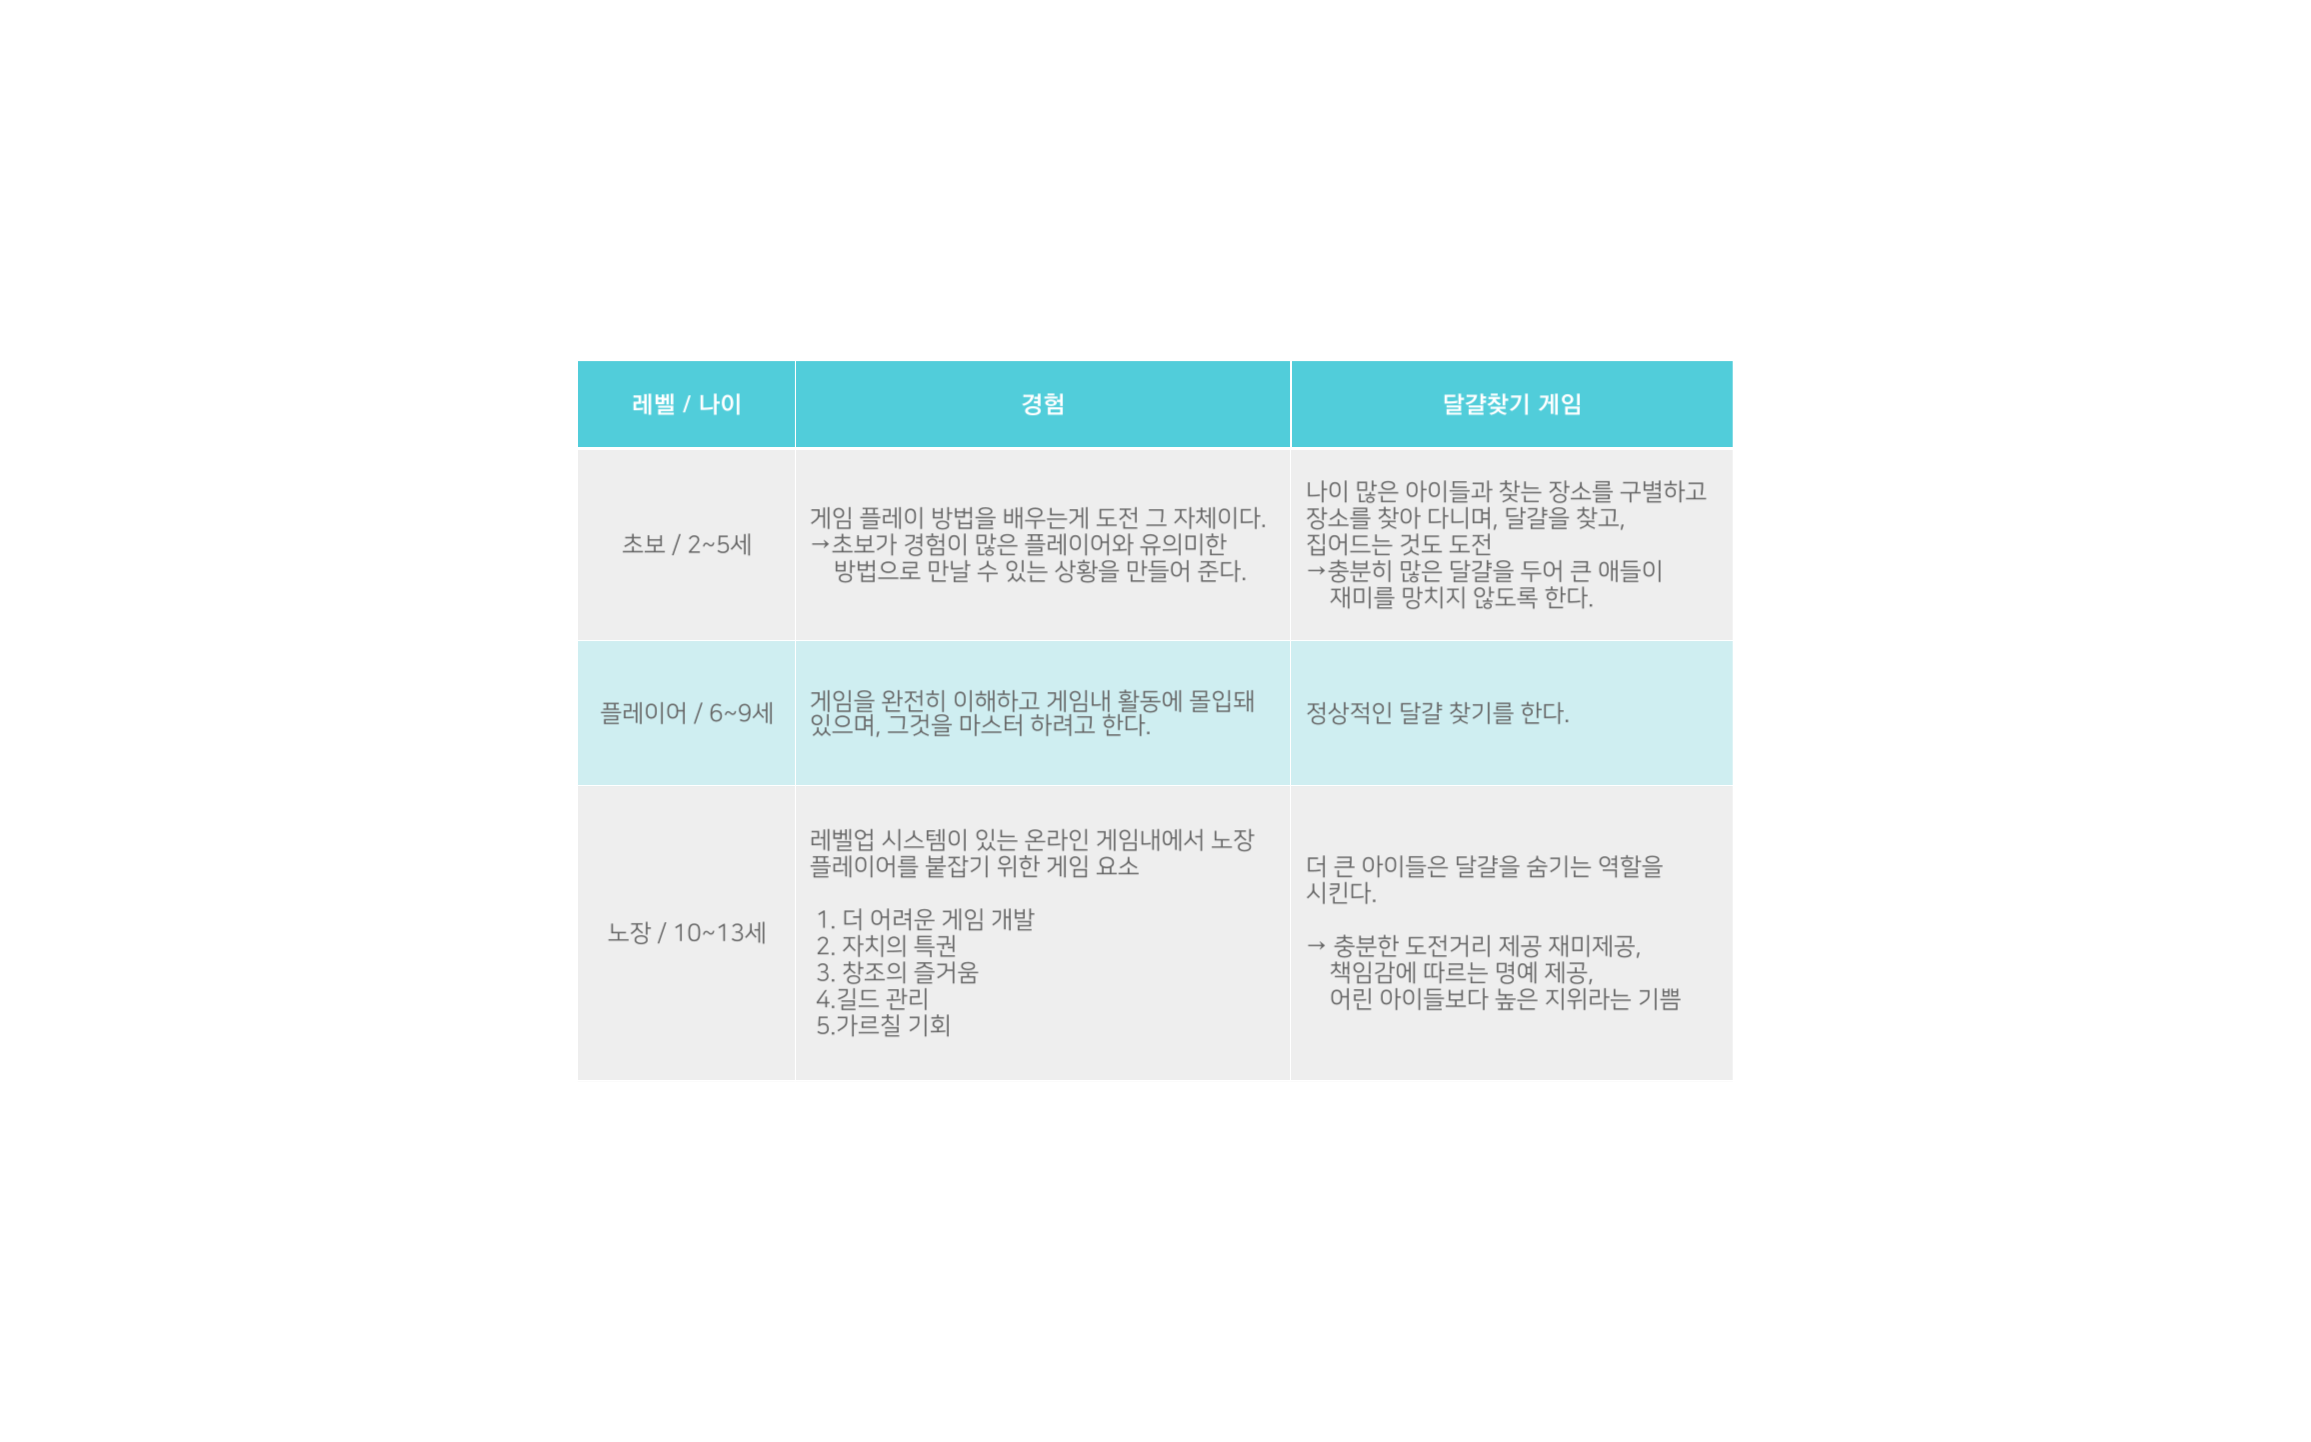 레벨 / 나이
경험
달걀찾기 게임
초보 / 2~5세
게임 플레이 방법을 배우는게 도전 그 자체이다.
→초보가 경험이 많은 플레이어와 유의미한
방법으로 만날 수 있는 상황을 만들어 준다.
나이 많은 아이들과 찾는 장소를 구별하고
장소를 찾아 다니며, 달걀을 찾고,
집어드는 것도 도전
→충분히 많은 달걀을 두어 큰 애들이
재미를 망치지 않도록 한다.
플레이어 / 6~9세
게임을 완전히 이해하고 게임내 활동에 몰입돼
있으며, 그것을 마스터 하려고 한다.
정상적인 달걀 찾기를 한다.
노장 / 10~13세
레벨업 시스템이 있는 온라인 게임내에서 노장
플레이어를 붙잡기 위한 게임 요소
1. 더 어려운 게임 개발
2. 자치의 특권
3. 창조의 즐거움
4.길드 관리
5.가르칠 기회
더 큰 아이들은 달걀을 숨기는 역할을
시킨다.
→ 충분한 도전거리 제공 재미제공,
책임감에 따르는 명예 제공,
어린 아이들보다 높은 지위라는 기쁨